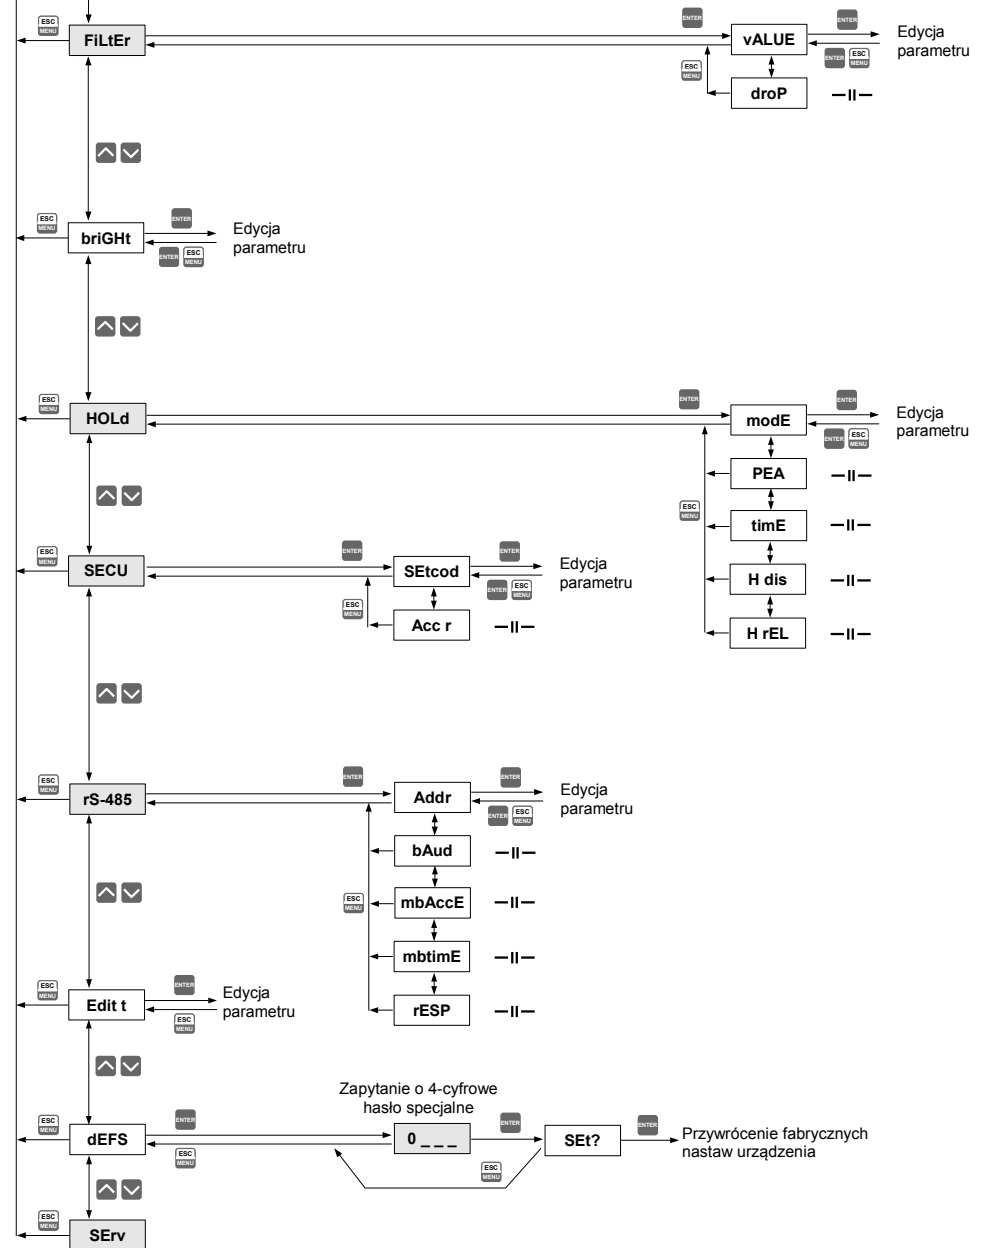 ESC
MENU
FiLtEr
ENTER
vALUE
ENTER
ENTER
ESC
MENU
Edycja
parametru
ESC
MENU
droP
—II—
ESC
MENU
briGHt
ENTER
ENTER
ESC
MENU
Edycja
parametru
ESC
MENU
HOLd
ENTER
modE
ENTER
ENTER
ESC
MENU
Edycja
parametru
PEA
—II—
ESC
MENU
timE
—II—
H dis
—II—
H rEL
—II—
ESC
MENU
SECU
ENTER
SEtcod
ENTER
ENTER
ESC
MENU
Edycja
parametru
ESC
MENU
Acc r
—II—
ESC
MENU
rS-485
ENTER
Addr
ENTER
ENTER
ESC
MENU
Edycja
parametru
bAud
—II—
ESC
MENU
mbAccE
—II—
mbtimE
—II—
rESP
—II—
ESC
MENU
Edit t
ENTER
ESC
MENU
Edycja
parametru
Zapytanie o 4-cyfrowe
hasło specjalne
ESC
MENU
dEFS
ENTER
ESC
MENU
0 _ _ _
ENTER
SEt?
ENTER
Przywrócenie fabrycznych
nastaw urządzenia
ESC
MENU
ESC
MENU
SErv